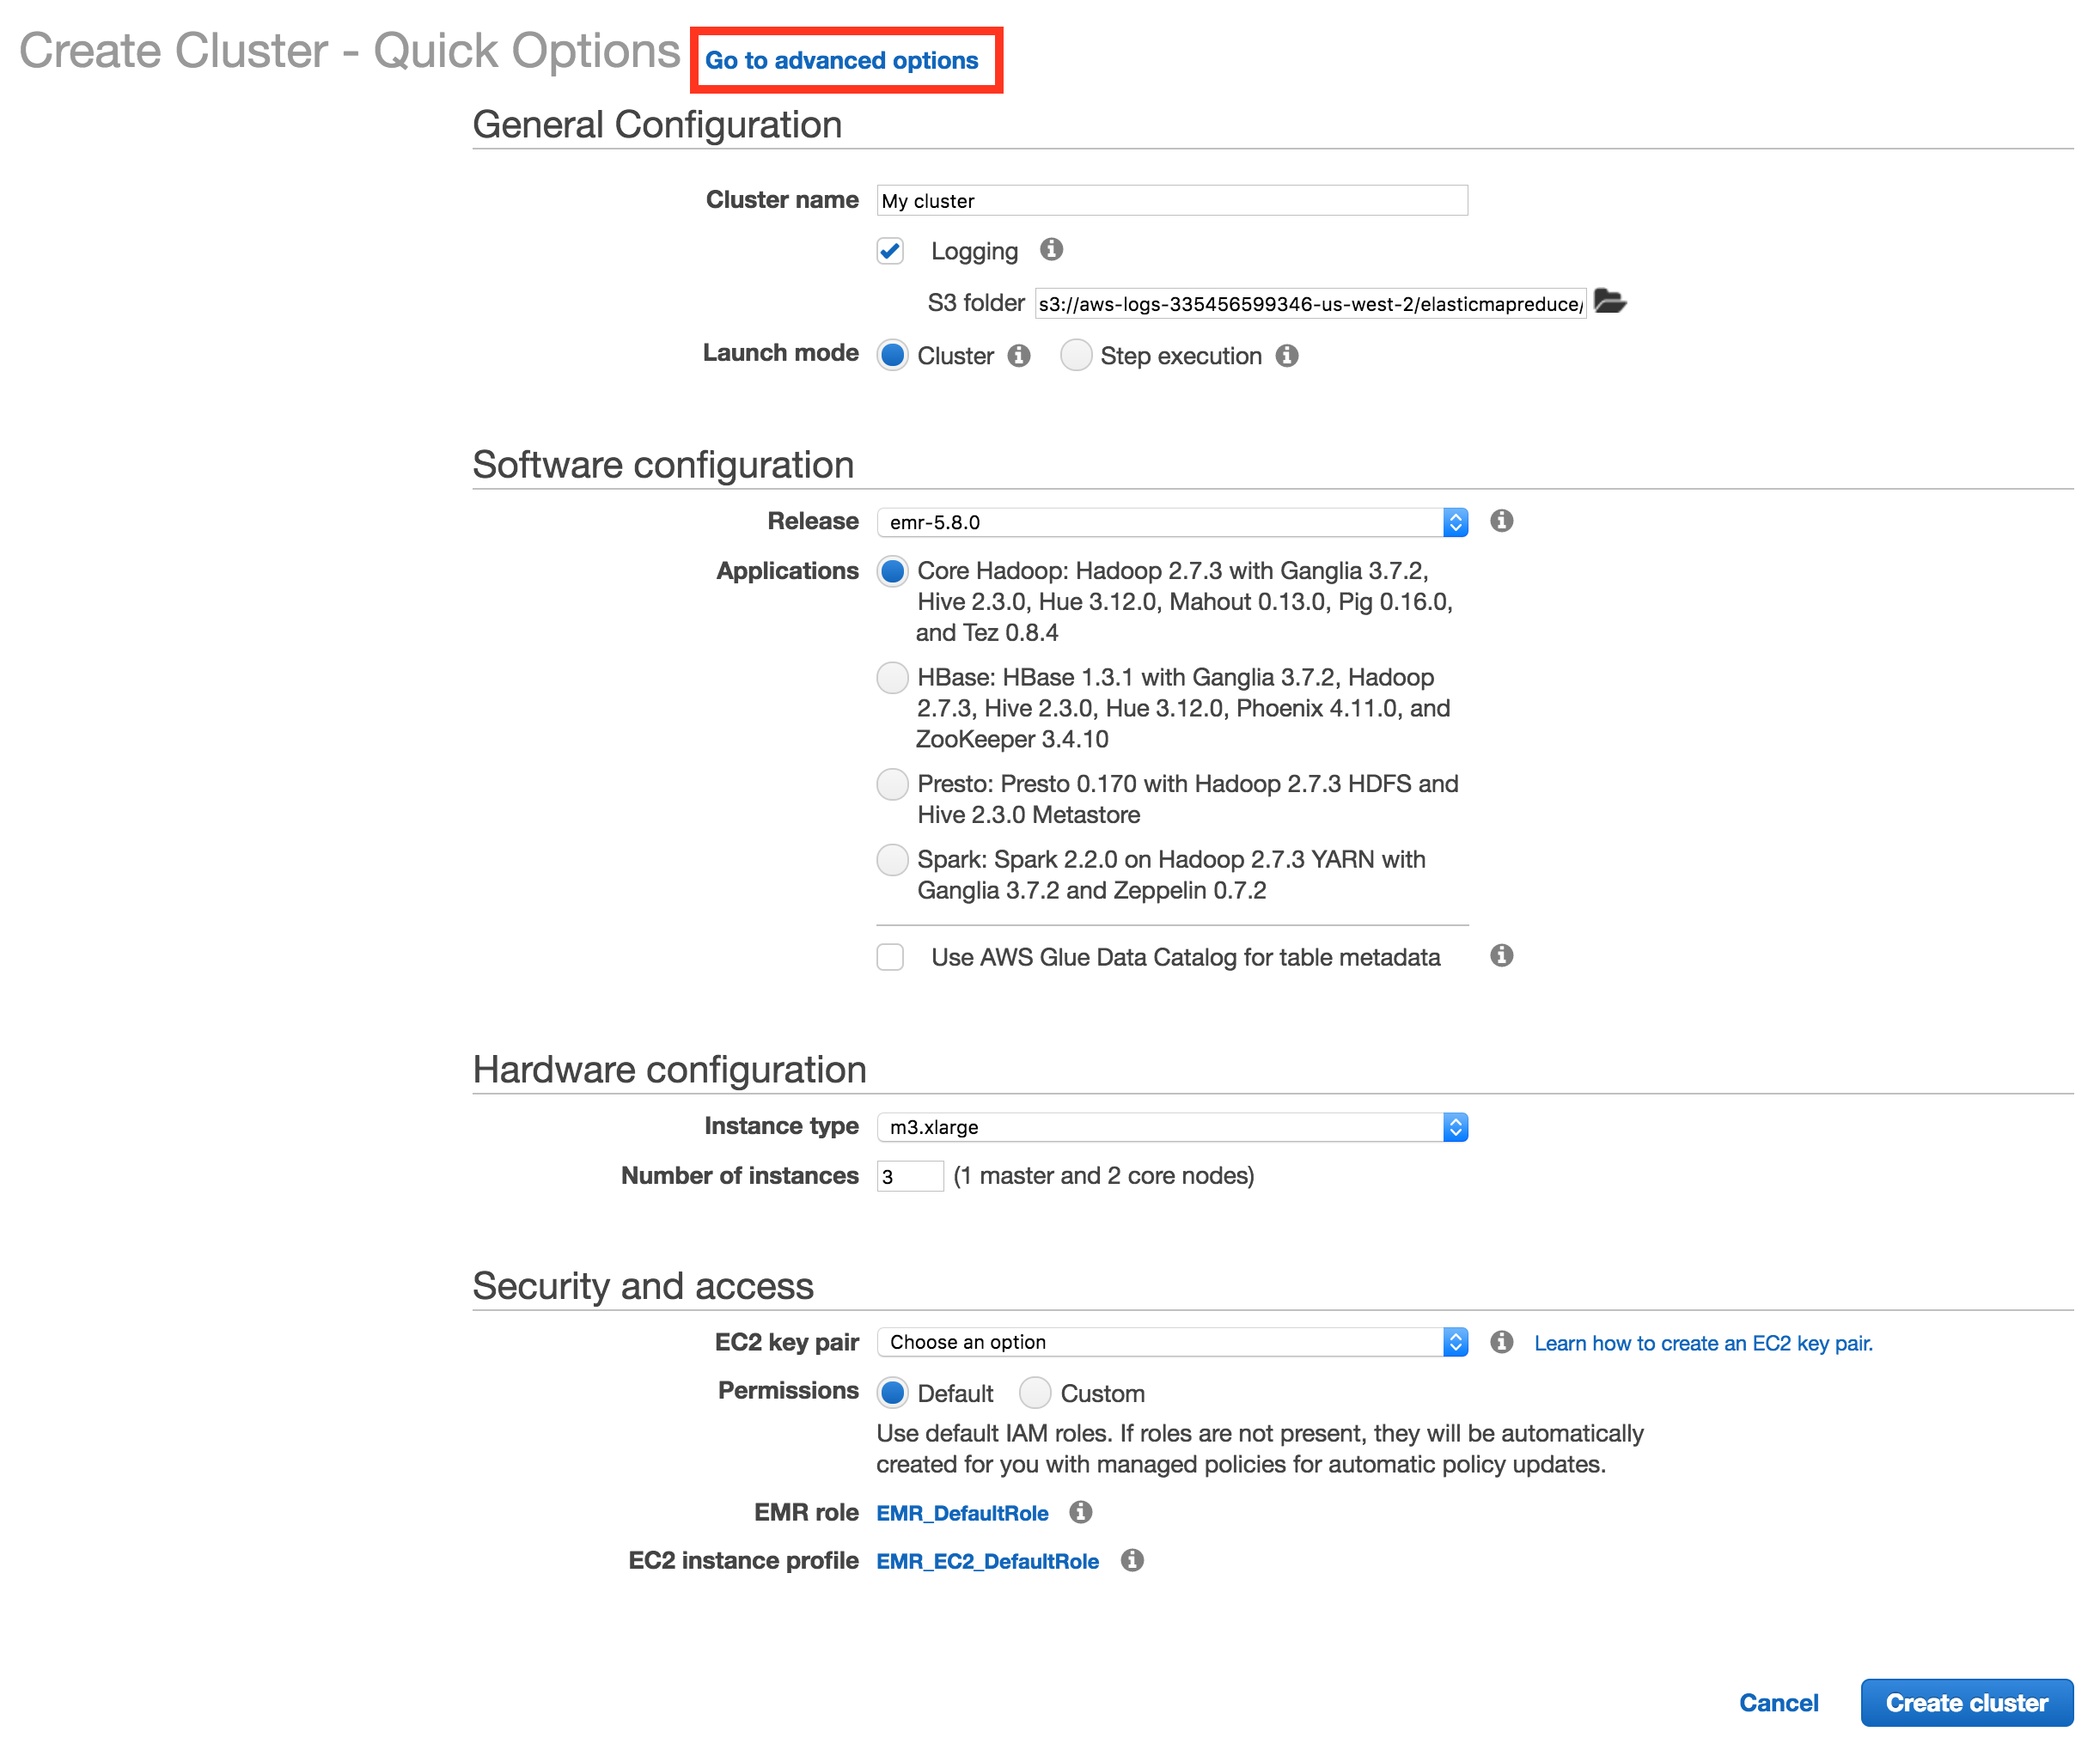 Create Cluster - Quick Options Go to advanced options
General Configuration
Cluster name My cluster
Logging
S3 folder s3://aws-logs-335456599346-us-west-2/elasticmapreduce/
Launch mode Cluster Step execution
Software configuration
Release emr-5.8.0
Applications Core Hadoop: Hadoop 2.7.3 with Ganglia 3.7.2,
Hive 2.3.0, Hue 3.12.0, Mahout 0.13.0, Pig 0.16.0,
and Tez 0.8.4
HBase: HBase 1.3.1 with Ganglia 3.7.2, Hadoop
2.7.3, Hive 2.3.0, Hue 3.12.0, Phoenix 4.11.0, and
ZooKeeper 3.4.10
Presto: Presto 0.170 with Hadoop 2.7.3 HDFS and
Hive 2.3.0 Metastore
Spark: Spark 2.2.0 on Hadoop 2.7.3 YARN with
Ganglia 3.7.2 and Zeppelin 0.7.2
Use AWS Glue Data Catalog for table metadata
Hardware configuration
Instance type m3.xlarge
Number of instances 3 (1 master and 2 core nodes)
Security and access
EC2 key pair Choose an option Learn how to create an EC2 key pair.
Permissions Default Custom
Use default IAM roles. If roles are not present, they will be automatically
created for you with managed policies for automatic policy updates.
EMR role EMR_DefaultRole
EC2 instance profile EMR_EC2_DefaultRole
Cancel Create cluster